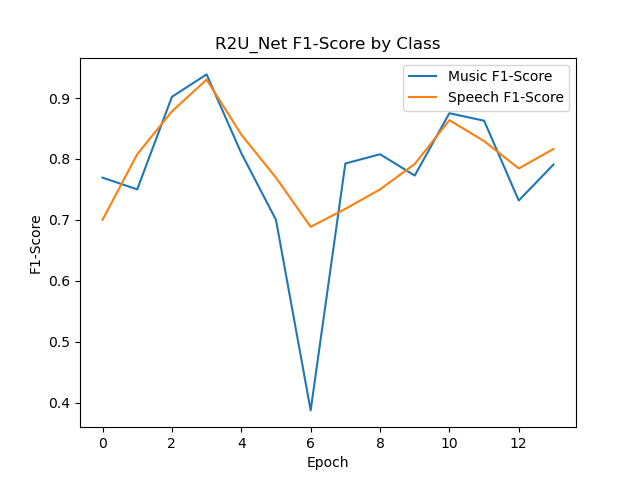 R2U_Net F1-Score by Class
Music F1-Score
Speech F1-Score
F1-Score
0.9
0.8
0.7
0.6
0.5
0.4
0 2 4 6 8 10 12
Epoch